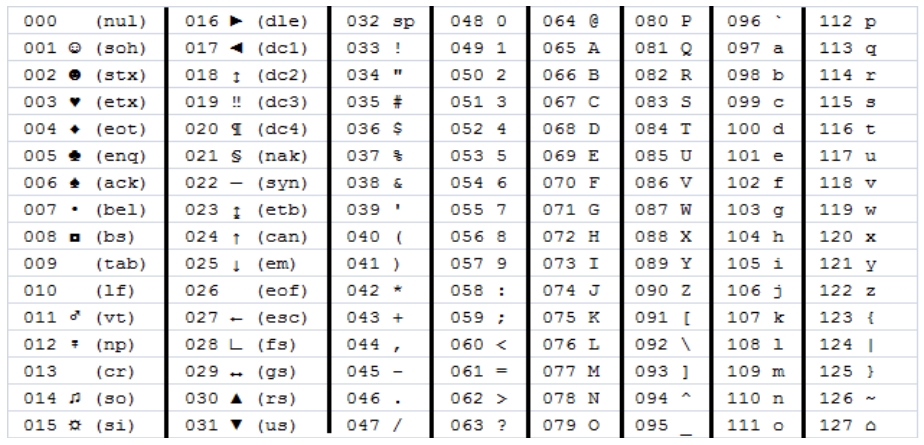 000 (nul) 016 ► (dle) 032 sp 048 0 064 @ 080 P 096 ` 112 p
001 ☺ (soh) 017 ◄ (dc1) 033 ! 049 1 065 A 081 Q 097 a 113 q
002 ☻ (stx) 018 ↕ (dc2) 034 " 050 2 066 B 082 R 098 b 114 r
003 ♥ (etx) 019 ‼ (dc3) 035 # 051 3 067 C 083 S 099 c 115 s
004 ♦ (eot) 020 ¶ (dc4) 036 $ 052 4 068 D 084 T 100 d 116 t
005 ♣ (enq) 021 § (nak) 037 % 053 5 069 E 085 U 101 e 117 u
006 ♠ (ack) 022 ‒ (syn) 038 & 054 6 070 F 086 V 102 f 118 v
007 • (bel) 023 ↨ (etb) 039 ' 055 7 071 G 087 W 103 g 119 w
008 ◘ (bs) 024 ↑ (can) 040 ( 056 8 072 H 088 X 104 h 120 x
009 (tab) 025 ↓ (em) 041 ) 057 9 073 I 089 Y 105 i 121 y
010 (lf) 026 (eof) 042 * 058 : 074 J 090 Z 106 j 122 z
011 ♂ (vt) 027 ← (esc) 043 + 059 ; 075 K 091 [ 107 k 123 {
012 ♀ (np) 028 ∟ (fs) 044 , 060 < 076 L 092 \ 108 l 124 |
013 (cr) 029 ↔ (gs) 045 - 061 = 077 M 093 ] 109 m 125 }
014 ♫ (so) 030 ▲ (rs) 046 . 062 > 078 N 094 ^ 110 n 126 ~
015 ☼ (si) 031 ▼ (us) 047 / 063 ? 079 O 095 _ 111 o 127 ⌂